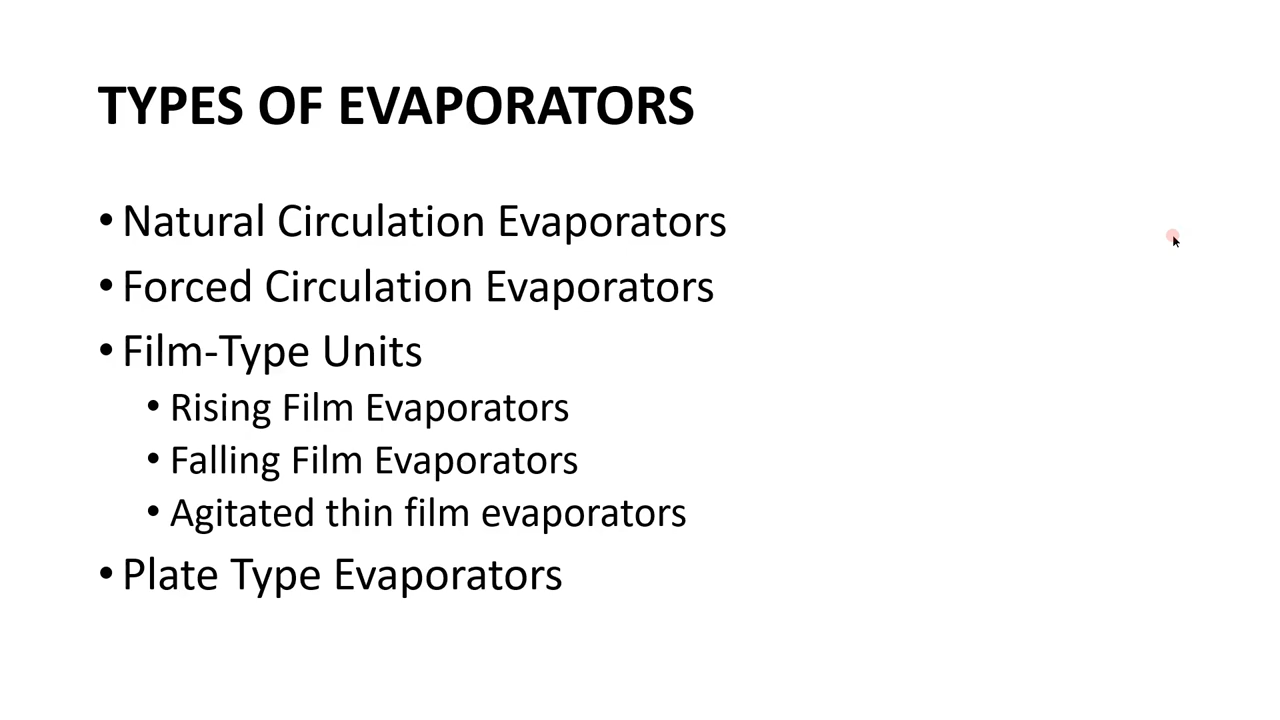 TYPES OF EVAPORATORS
• Natural Circulation Evaporators
• Forced Circulation Evaporators
• Film-Type Units
• Rising Film Evaporators
• Falling Film Evaporators
• Agitated thin film evaporators
• Plate Type Evaporators